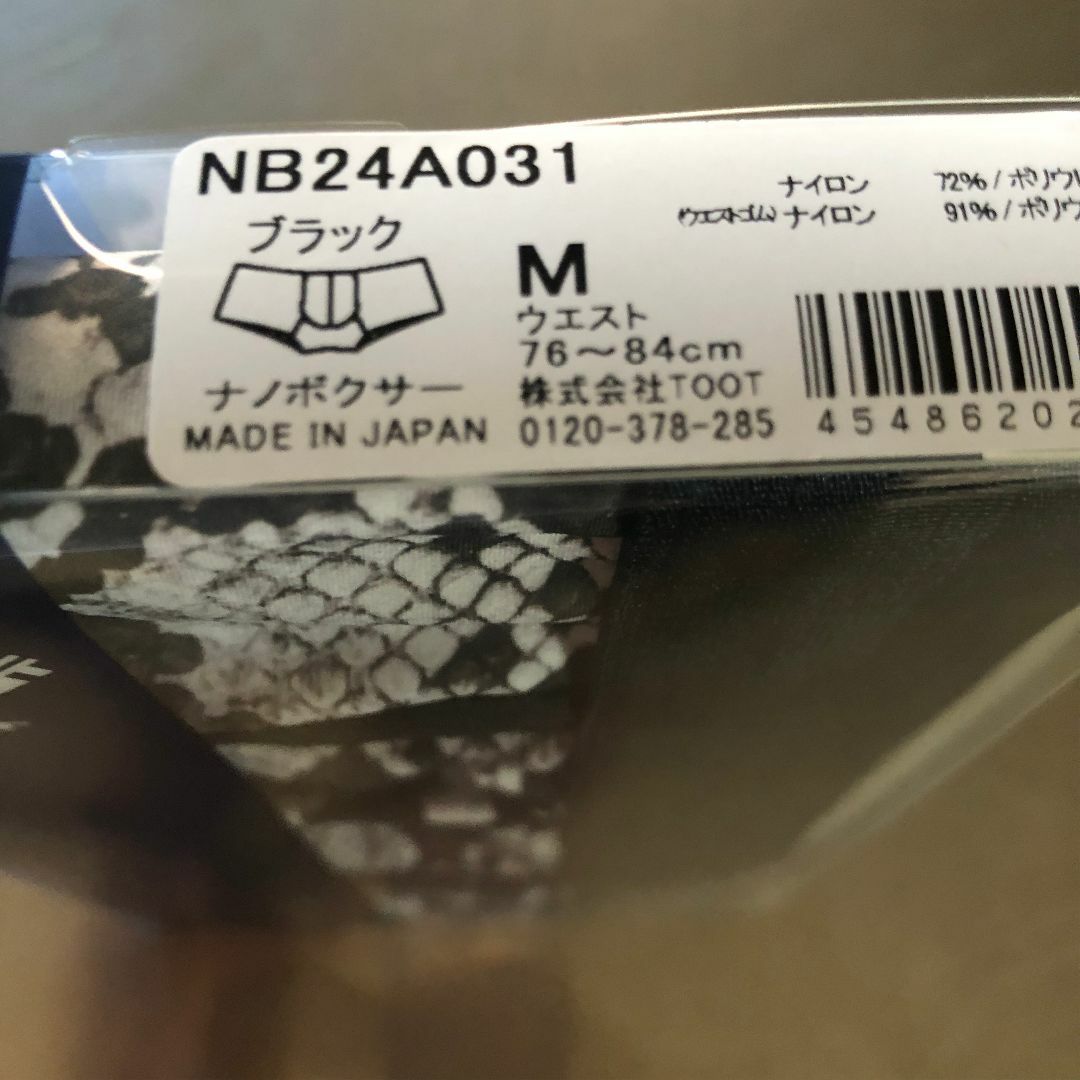 NB24A031
ブラック
ナノボクサー
MADE IN JAPAN
M
ウエスト
76～84cm
株式会社TOOT
0120-378-285
ナイロン 72% / ポリウレ
ウエストゴム ナイロン 91% / ポリウ
45486202